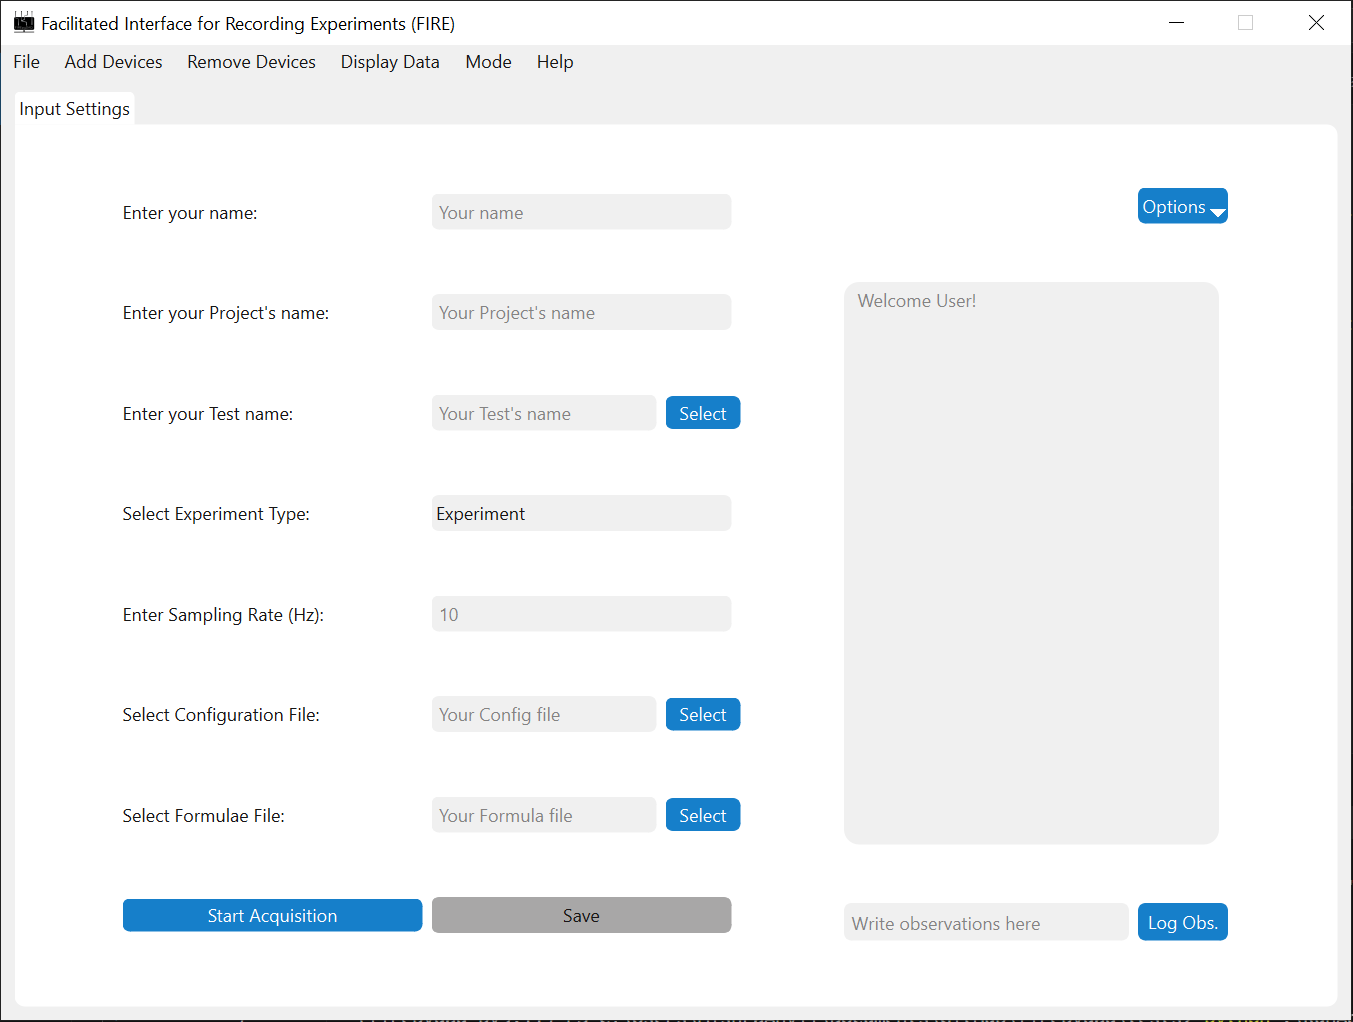 Facilitated Interface for Recording Experiments (FIRE)
File Add Devices Remove Devices Display Data Mode Help
Input Settings
Enter your name: Your name Options
Enter your Project's name: Your Project's name
Welcome User!
Enter your Test name: Your Test's name Select
Select Experiment Type: Experiment
Enter Sampling Rate (Hz): 10
Select Configuration File: Your Config file Select
Select Formulae File: Your Formula file Select
Start Acquisition Save
Write observations here Log Obs.